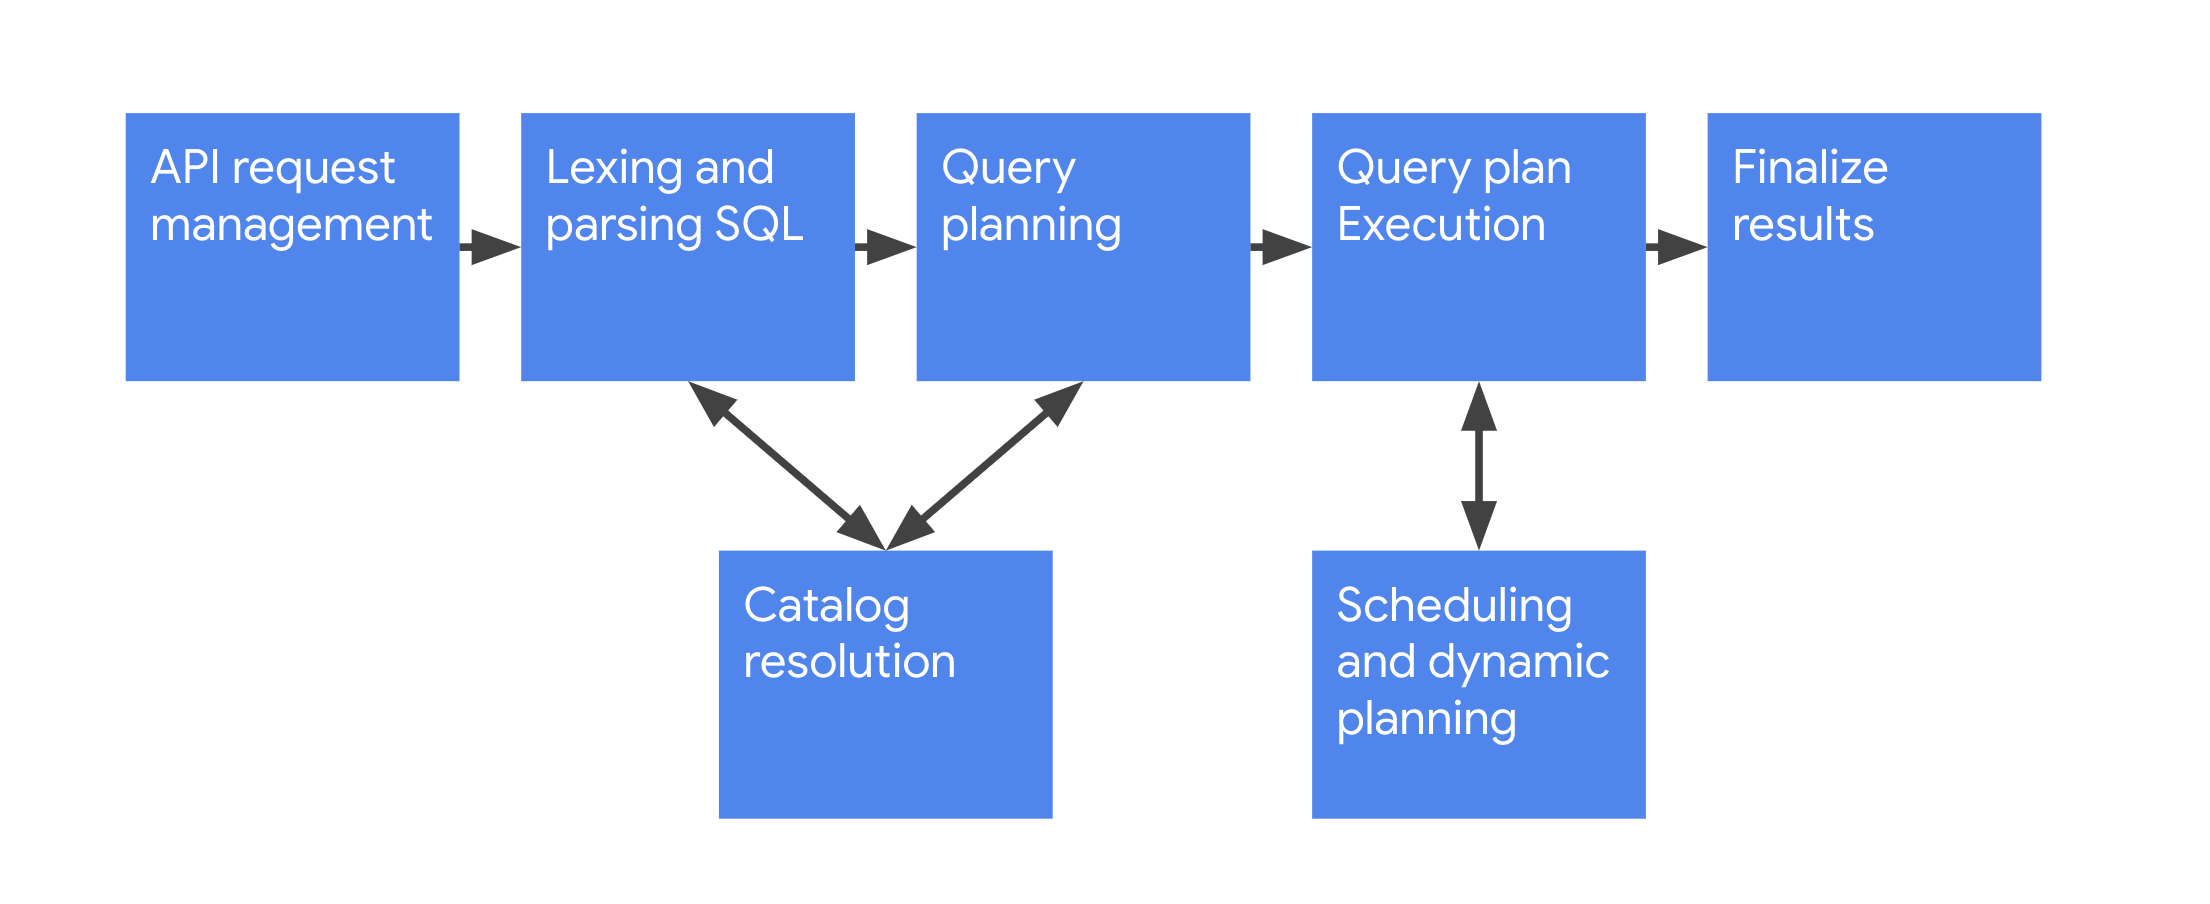 API request
management
Lexing and
parsing SQL
Query
planning
Query plan
Execution
Finalize
results
Catalog
resolution
Scheduling
and dynamic
planning